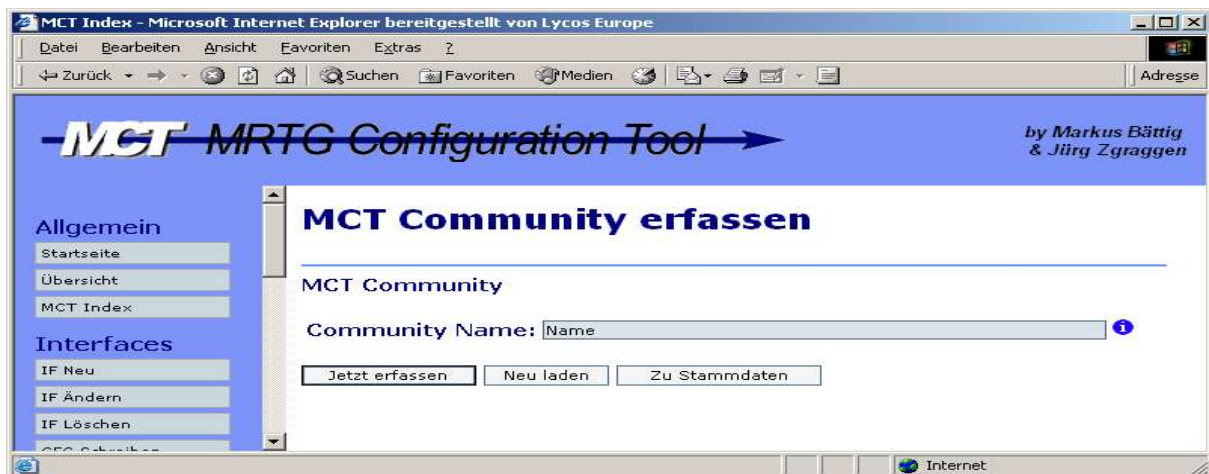 MCT Index - Microsoft Internet Explorer bereitgestellt von Lycos Europe
Datei Bearbeiten Ansicht Favoriten Extras ?
Zurück Suchen Favoriten Medien Adresse
MCT MRTG Configuration Tool
by Markus Bättig
& Jürg Zgraggen
Allgemein
Startseite
Übersicht
MCT Index
Interfaces
IF Neu
IF Ändern
IF Löschen
MCT Community erfassen
MCT Community
Community Name: Name
Jetzt erfassen Neu laden Zu Stammdaten
Internet